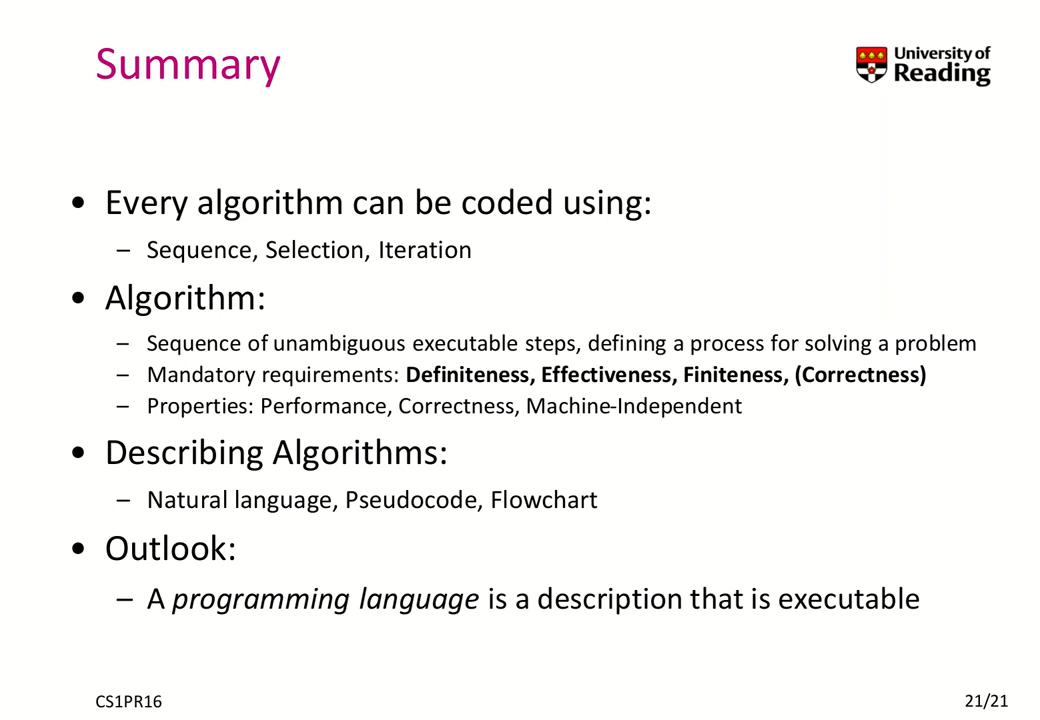 Summary
University of
Reading
• Every algorithm can be coded using:
– Sequence, Selection, Iteration
• Algorithm:
– Sequence of unambiguous executable steps, defining a process for solving a problem
– Mandatory requirements: Definiteness, Effectiveness, Finiteness, (Correctness)
– Properties: Performance, Correctness, Machine-Independent
• Describing Algorithms:
– Natural language, Pseudocode, Flowchart
• Outlook:
– A programming language is a description that is executable
CS1PR16
21/21